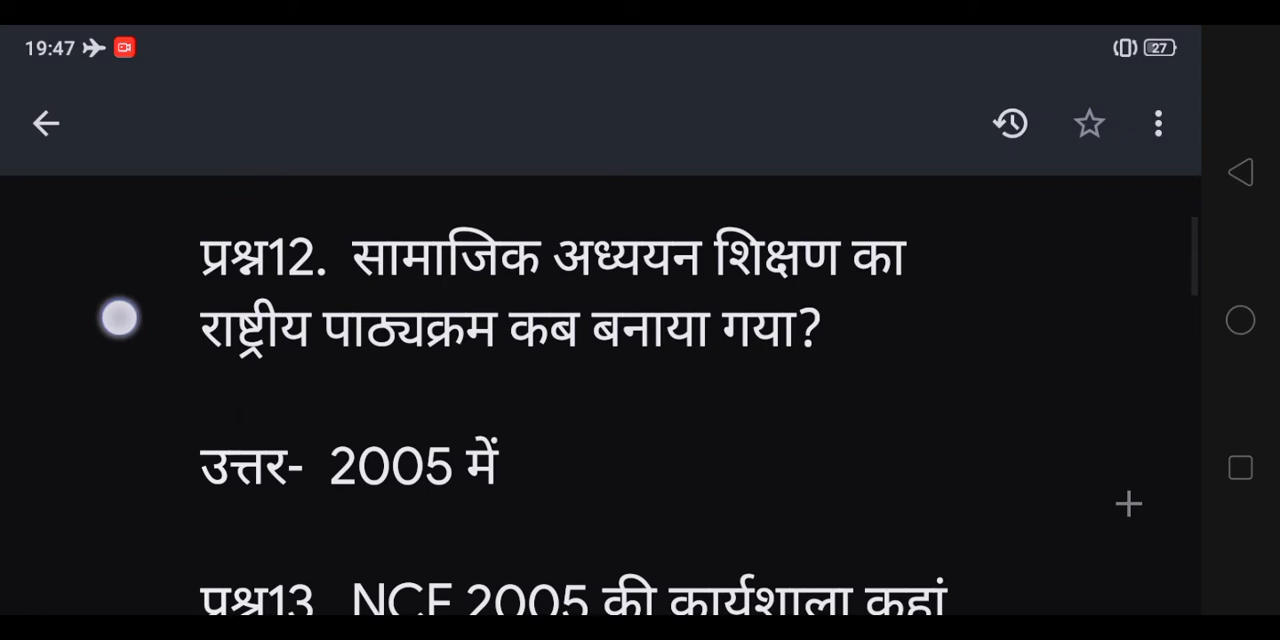 19:47
27
प्रश्न12. सामाजिक अध्ययन शिक्षण का
राष्ट्रीय पाठ्यक्रम कब बनाया गया?
उत्तर- 2005 में
प्रश्न13 NCF 2005 की कार्यशाला कहां